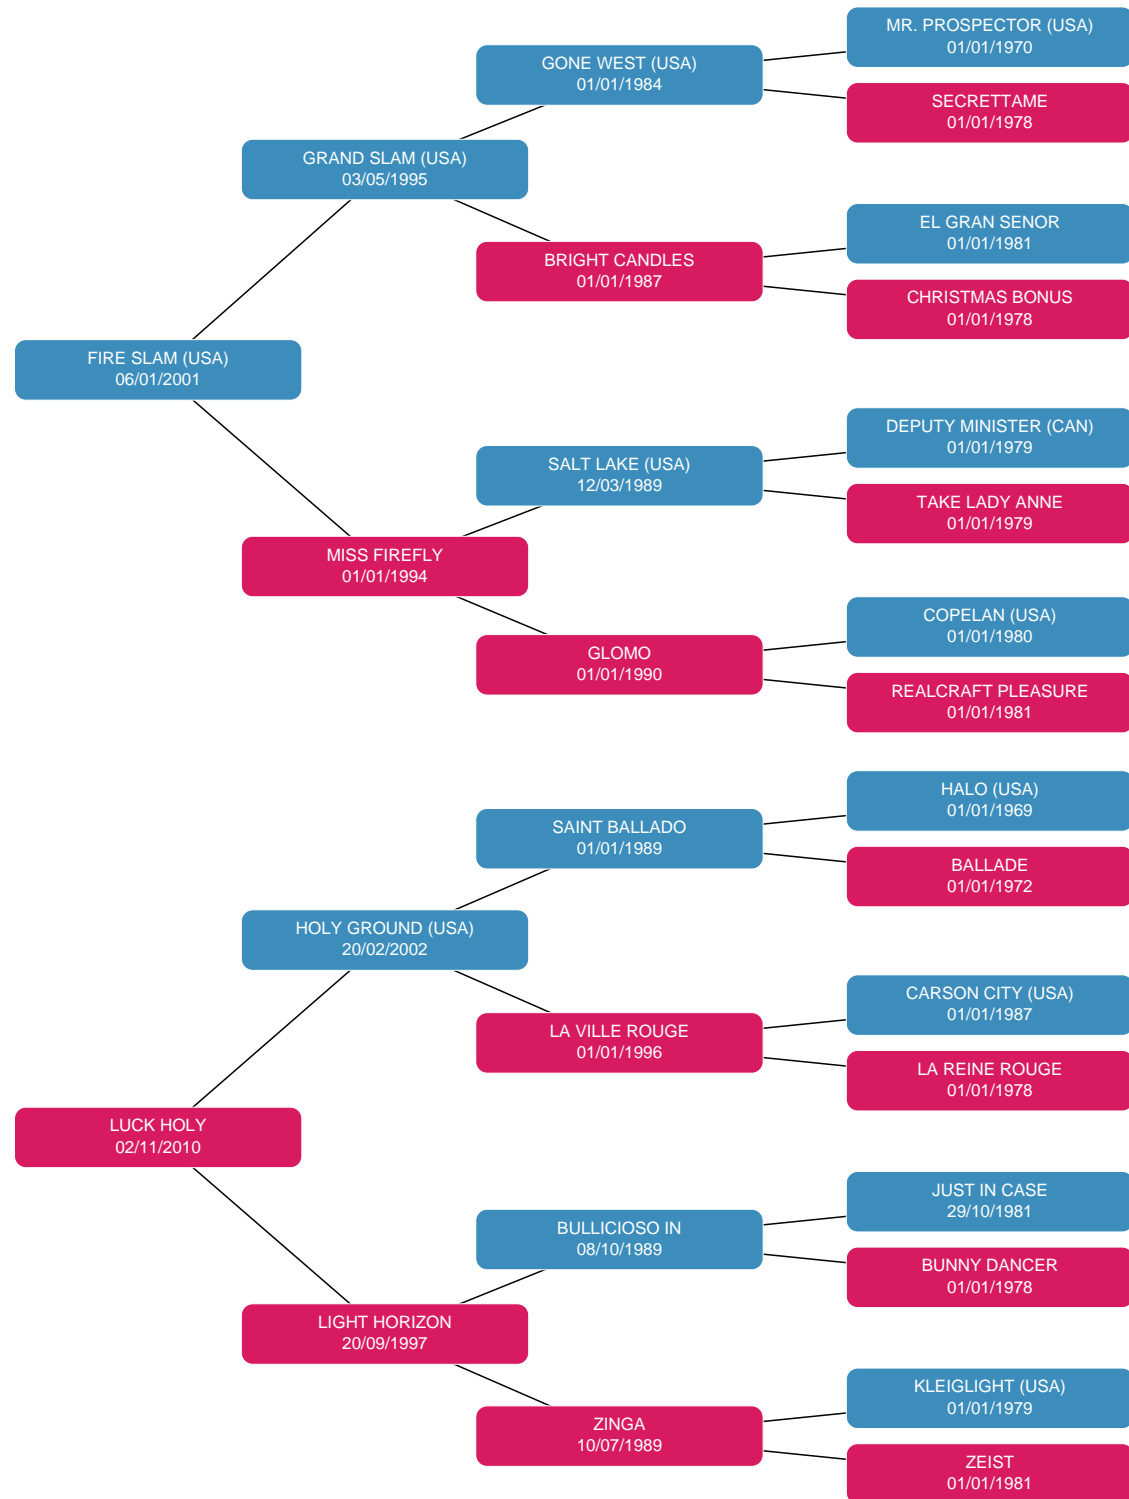 MR. PROSPECTOR (USA)
01/01/1970
GONE WEST (USA)
01/01/1984
SECRETTAME
01/01/1978
GRAND SLAM (USA)
03/05/1995
EL GRAN SENOR
01/01/1981
BRIGHT CANDLES
01/01/1987
CHRISTMAS BONUS
01/01/1978
FIRE SLAM (USA)
06/01/2001
DEPUTY MINISTER (CAN)
01/01/1979
SALT LAKE (USA)
12/03/1989
TAKE LADY ANNE
01/01/1979
MISS FIREFLY
01/01/1994
COPELAN (USA)
01/01/1980
GLOMO
01/01/1990
REALCRAFT PLEASURE
01/01/1981
HALO (USA)
01/01/1969
SAINT BALLADO
01/01/1989
BALLADE
01/01/1972
HOLY GROUND (USA)
20/02/2002
CARSON CITY (USA)
01/01/1987
LA VILLE ROUGE
01/01/1996
LA REINE ROUGE
01/01/1978
LUCK HOLY
02/11/2010
JUST IN CASE
29/10/1981
BULLICIOSO IN
08/10/1989
BUNNY DANCER
01/01/1978
LIGHT HORIZON
20/09/1997
KLEIGLIGHT (USA)
01/01/1979
ZINGA
10/07/1989
ZEIST
01/01/1981